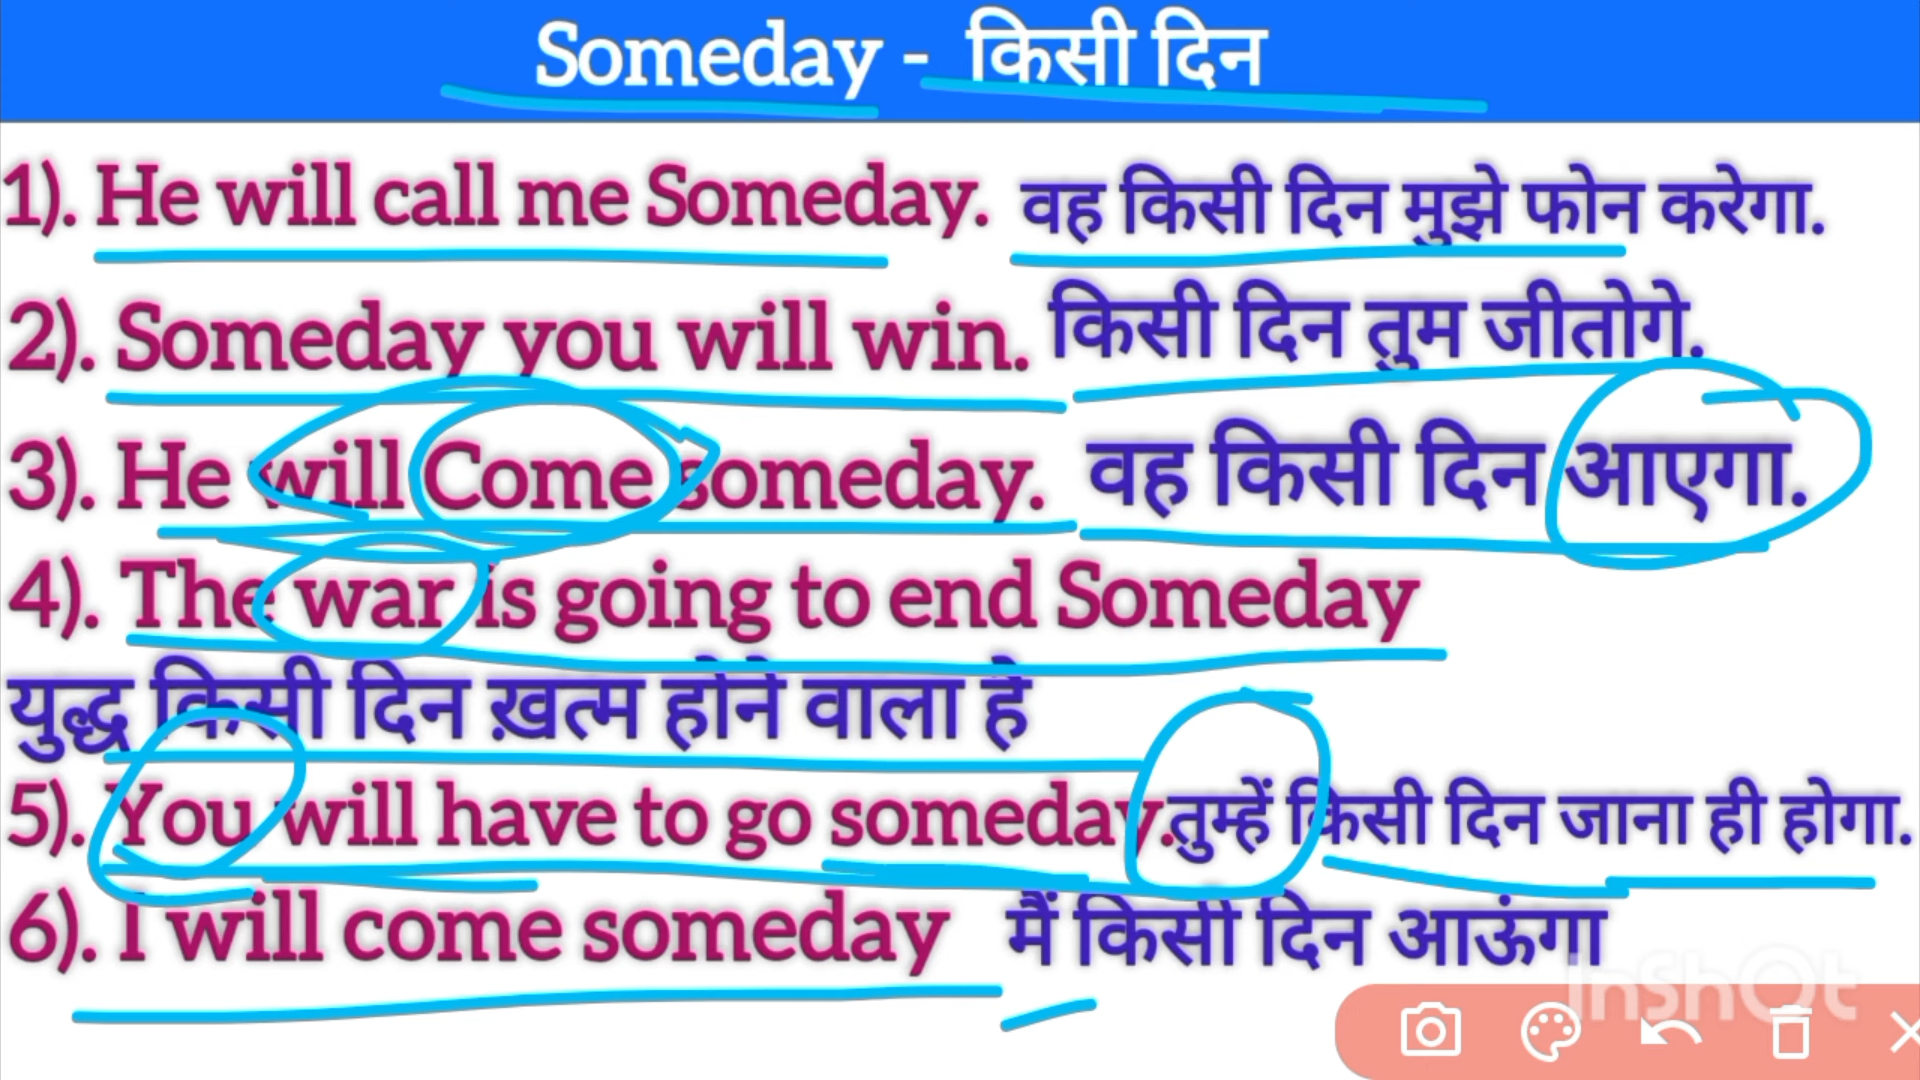 Someday - किसी दिन
1). He will call me Someday. वह किसी दिन मुझे फोन करेगा.
2). Someday you will win. किसी दिन तुम जीतोगे.
3). He will Come someday. वह किसी दिन आएगा.
4). The war is going to end Someday
युद्ध किसी दिन ख़त्म होने वाला है
5). You will have to go someday. तुम्हें किसी दिन जाना ही होगा.
6). I will come someday मैं किसी दिन आऊंगा
InShOt